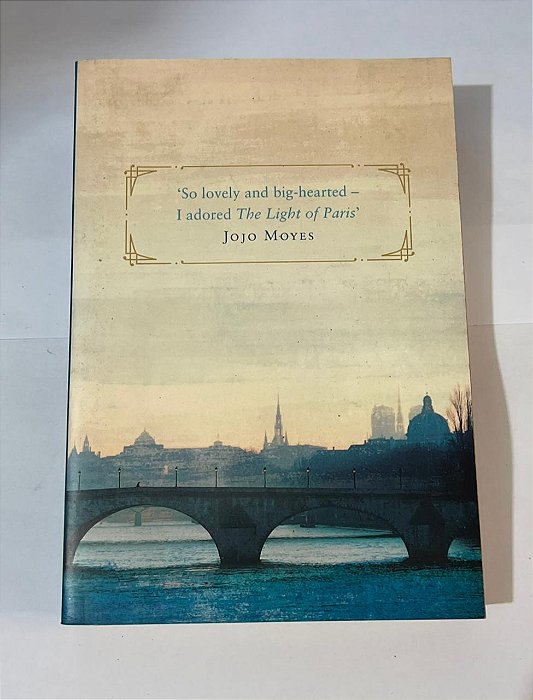 ‘So lovely and big-hearted –
I adored The Light of Paris’
JOJO MOYES